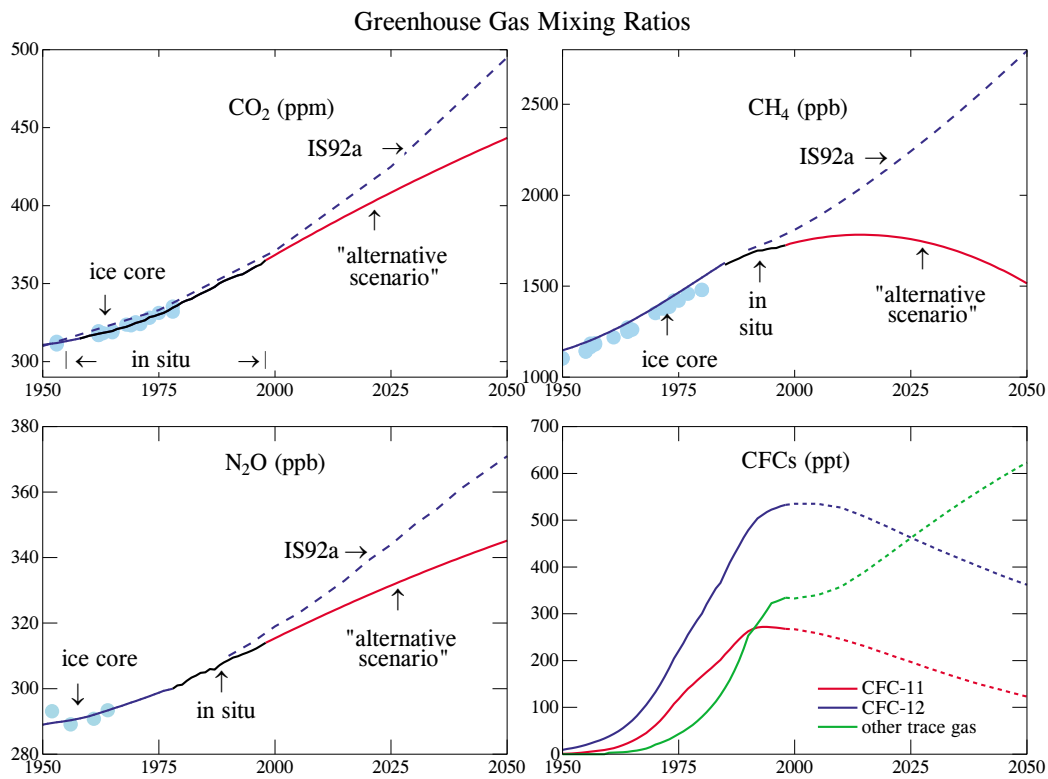 Greenhouse Gas Mixing Ratios
500
450
400
350
300
CO₂ (ppm)
IS92a →
"alternative
scenario"
ice core
| ← in situ → |
1950 1975 2000 2025 2050
2500
2000
1500
1000
CH₄ (ppb)
IS92a →
in
situ
"alternative
scenario"
ice core
1950 1975 2000 2025 2050
380
360
340
320
300
280
N₂O (ppb)
IS92a →
"alternative
scenario"
ice core
in situ
1950 1975 2000 2025 2050
700
600
500
400
300
200
100
0
CFCs (ppt)
CFC-11
CFC-12
other trace gas
1950 1975 2000 2025 2050